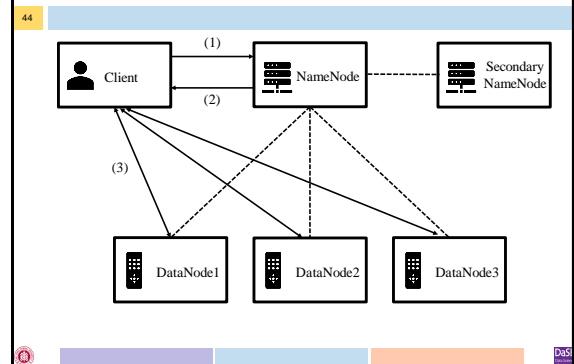 44
(1)
Client
NameNode
Secondary
NameNode
(2)
(3)
DataNode1
DataNode2
DataNode3
DaSI